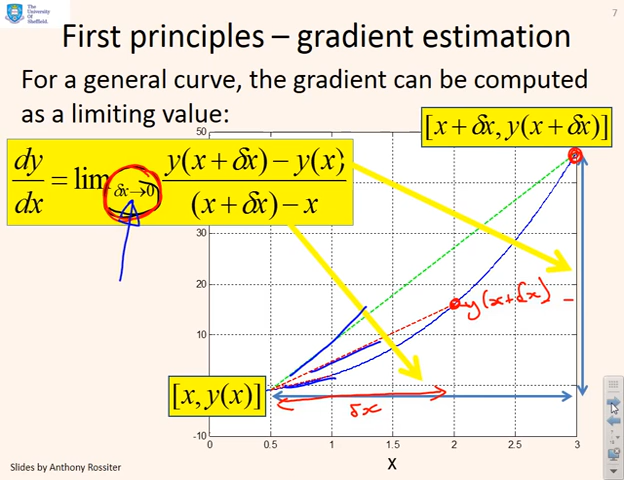 The
University
Of
Sheffield.
7
First principles – gradient estimation
For a general curve, the gradient can be computed
as a limiting value:
[x + δx, y(x + δx)]
dy/dx = lim δx→0 y(x + δx) − y(x) / (x + δx) − x
50
30
20
10
-10
y(x+δx) –
[x, y(x)]
δx
0 0.5 1 1.5 2 2.5 3
x
Slides by Anthony Rossiter